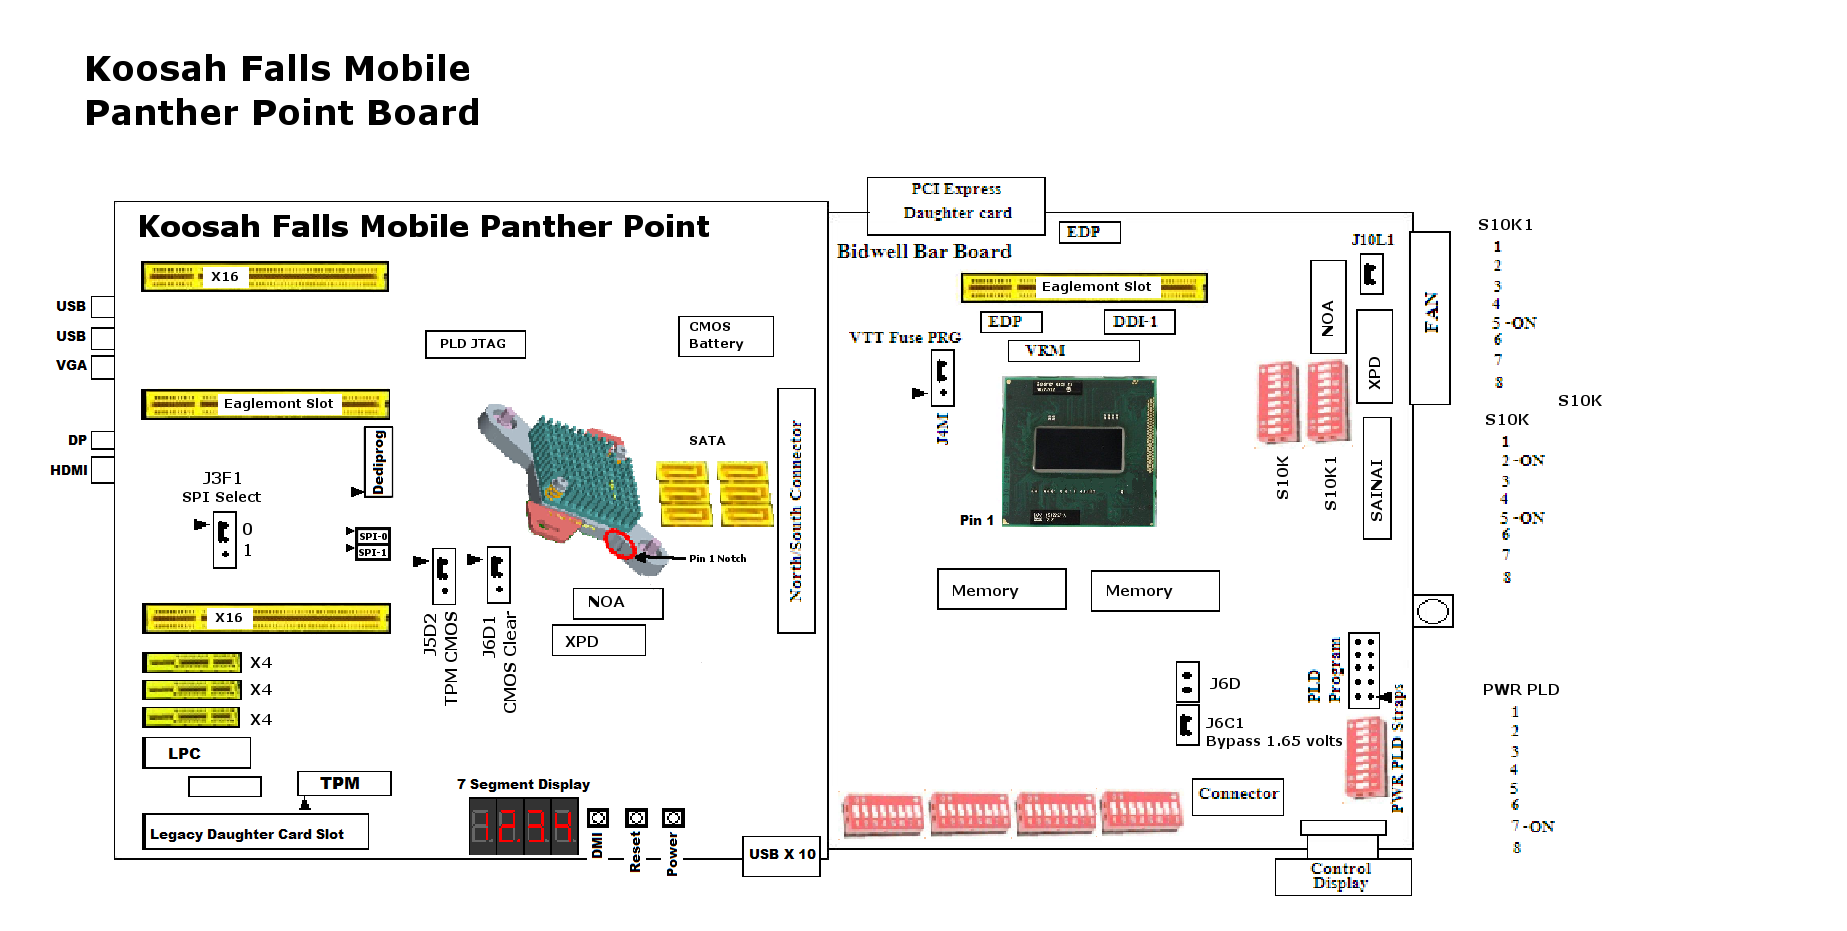 Koosah Falls Mobile
Panther Point Board
Koosah Falls Mobile Panther Point
X16
USB
USB
VGA
PLD JTAG
CMOS
Battery
Eaglemont Slot
DP
HDMI
Dediprog
J3F1
SPI Select
0
1
SPI-0
SPI-1
SATA
Pin 1 Notch
North/South Connector
J5D2
TPM CMOS
J6D1
CMOS Clear
NOA
XPD
X16
X4
X4
X4
LPC
TPM
Legacy Daughter Card Slot
7 Segment Display
1.234
DMI
Reset
Power
USB X 10
PCI Express
Daughter card
Bidwell Bar Board
EDP
J10L1
Eaglemont Slot
EDP
DDI-1
VTT Fuse PRG
VRM
J4M1
Pin 1
NOA
XPD
FAN
S10K
S10K1
SAINAI
Memory
Memory
J6D
J6C1
Bypass 1.65 volts
PLD
Program
PWR PLD Straps
Connector
Control
Display
S10K1
1
2
3
4
5 -ON
6
7
8
S10K
S10K
1
2 -ON
3
4
5 -ON
6
7
8
PWR PLD
1
2
3
4
5
6
7 -ON
8